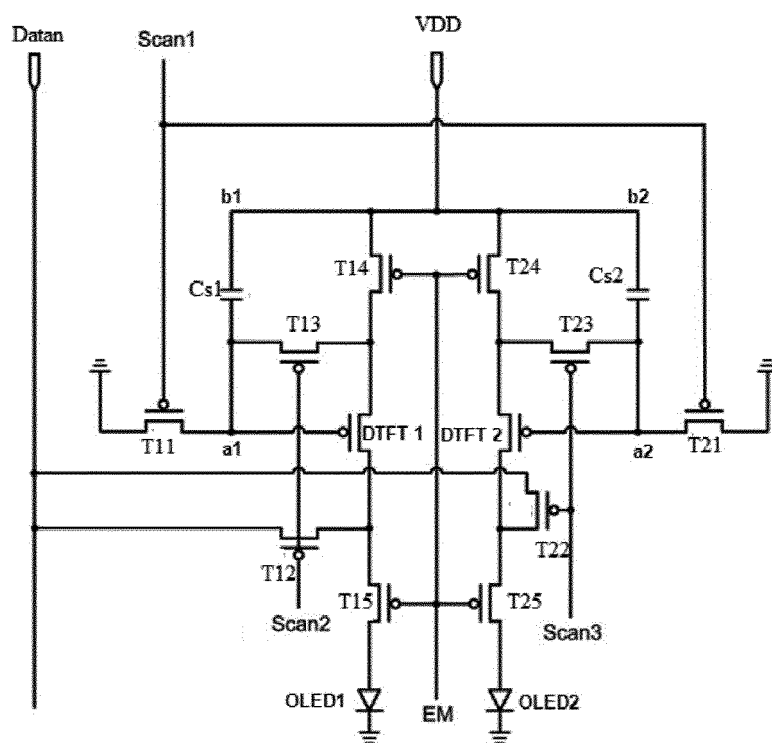 Datan
Scan1
VDD
b1
b2
T14
T24
Cs1
Cs2
T13
T23
DTFT 1
DTFT 2
T11
a1
a2
T21
T22
T12
T15
T25
Scan2
Scan3
OLED1
EM
OLED2